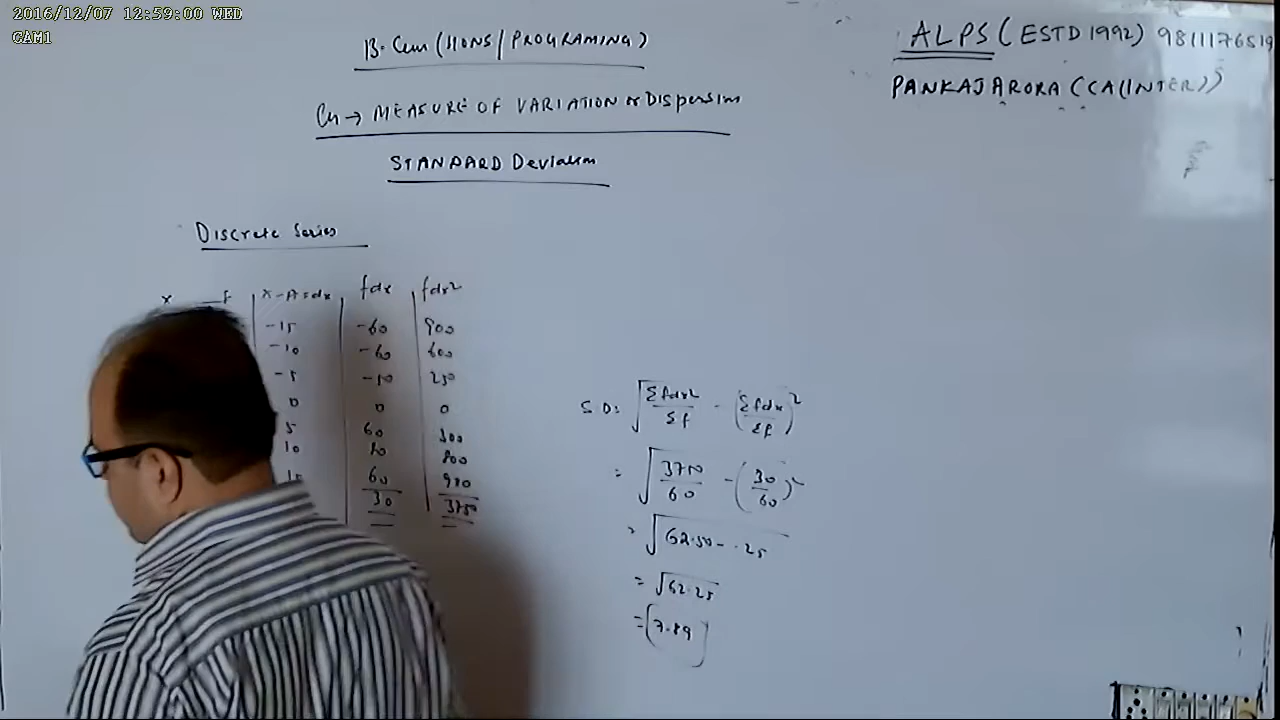 2016/12/07 12:59:00 WED
CAM1
B.Com (HONS/PROGRAMING)
ALPS (ESTD 1992) 9811176519
PANKAJ ARORA (CA(INTER))
Ch → MEASURE OF VARIATION or Dispersion
STANDARD Deviation
Discrete Series
x f x-A=dx fdx fdx²
-15 -60 900
-10 -60 600
-5 -50 250
0 0 0
5 60 300
10 80 800
15 60 900
30 3750
S.D: √Σfdx²/Σf - (Σfdx/Σf)²
= √3750/60 - (30/60)²
= √62.50 - .25
= √62.25
= 7.89